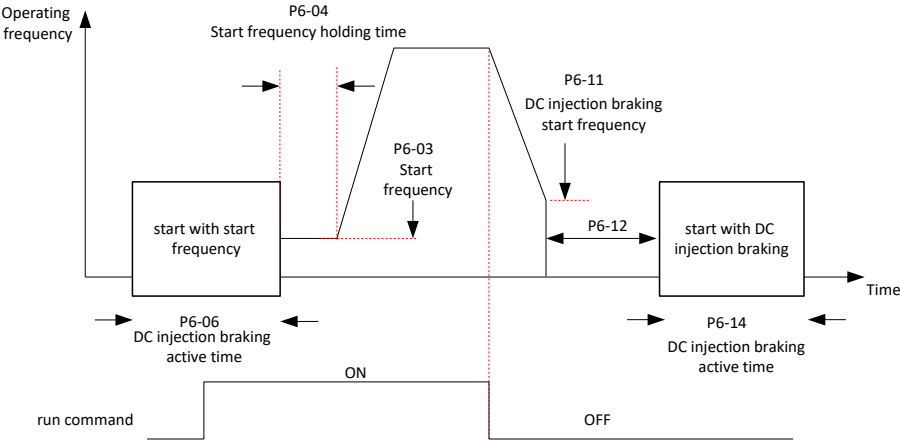 Operating
frequency
P6-04
Start frequency holding time
P6-11
DC injection braking
start frequency
P6-03
Start
frequency
start with start
frequency
P6-12
start with DC
injection braking
Time
P6-06
DC injection braking
active time
P6-14
DC injection braking
active time
ON
run command
OFF